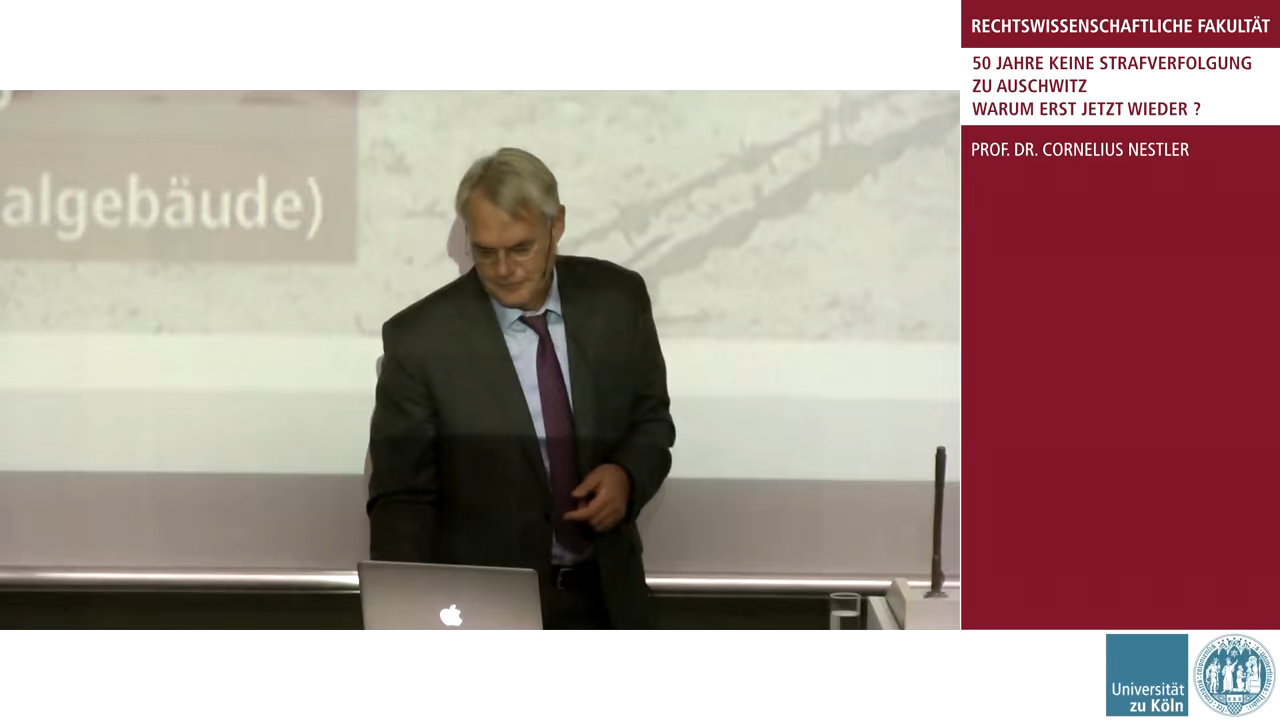 RECHTSWISSENSCHAFTLICHE FAKULTÄT
50 JAHRE KEINE STRAFVERFOLGUNG
ZU AUSCHWITZ
WARUM ERST JETZT WIEDER ?
PROF. DR. CORNELIUS NESTLER
algebäude)
Universität
zu Köln